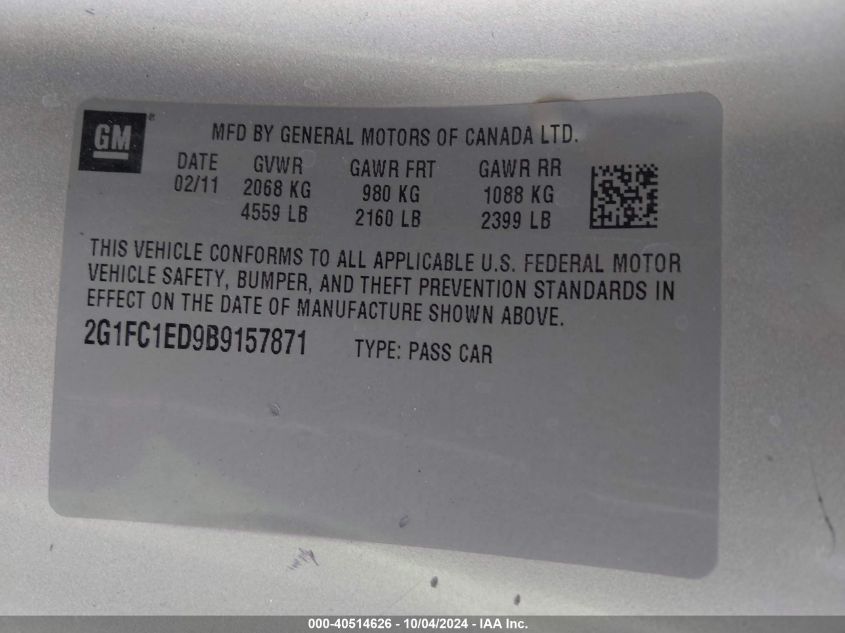 GM®
MFD BY GENERAL MOTORS OF CANADA LTD.
DATE GVWR GAWR FRT GAWR RR
02/11 2068 KG 980 KG 1088 KG
4559 LB 2160 LB 2399 LB
THIS VEHICLE CONFORMS TO ALL APPLICABLE U.S. FEDERAL MOTOR
VEHICLE SAFETY, BUMPER, AND THEFT PREVENTION STANDARDS IN
EFFECT ON THE DATE OF MANUFACTURE SHOWN ABOVE.
2G1FC1ED9B9157871 TYPE: PASS CAR
000-40514626 - 10/04/2024 - IAA Inc.